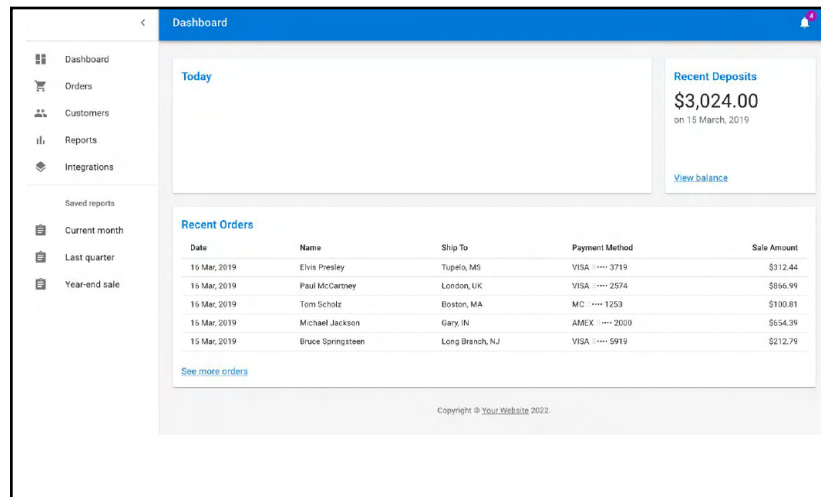 Dashboard
4
Dashboard
Orders
Customers
Reports
Integrations
Saved reports
Current month
Last quarter
Year-end sale
Today
Recent Deposits
$3,024.00
on 15 March, 2019
View balance
Recent Orders
Date Name Ship To Payment Method Sale Amount
16 Mar, 2019 Elvis Presley Tupelo, MS VISA •••• 3719 $312.44
16 Mar, 2019 Paul McCartney London, UK VISA •••• 2574 $866.99
16 Mar, 2019 Tom Scholz Boston, MA MC •••• 1253 $100.81
16 Mar, 2019 Michael Jackson Gary, IN AMEX •••• 2000 $654.39
15 Mar, 2019 Bruce Springsteen Long Branch, NJ VISA •••• 5919 $212.79
See more orders
Copyright © Your Website 2022.